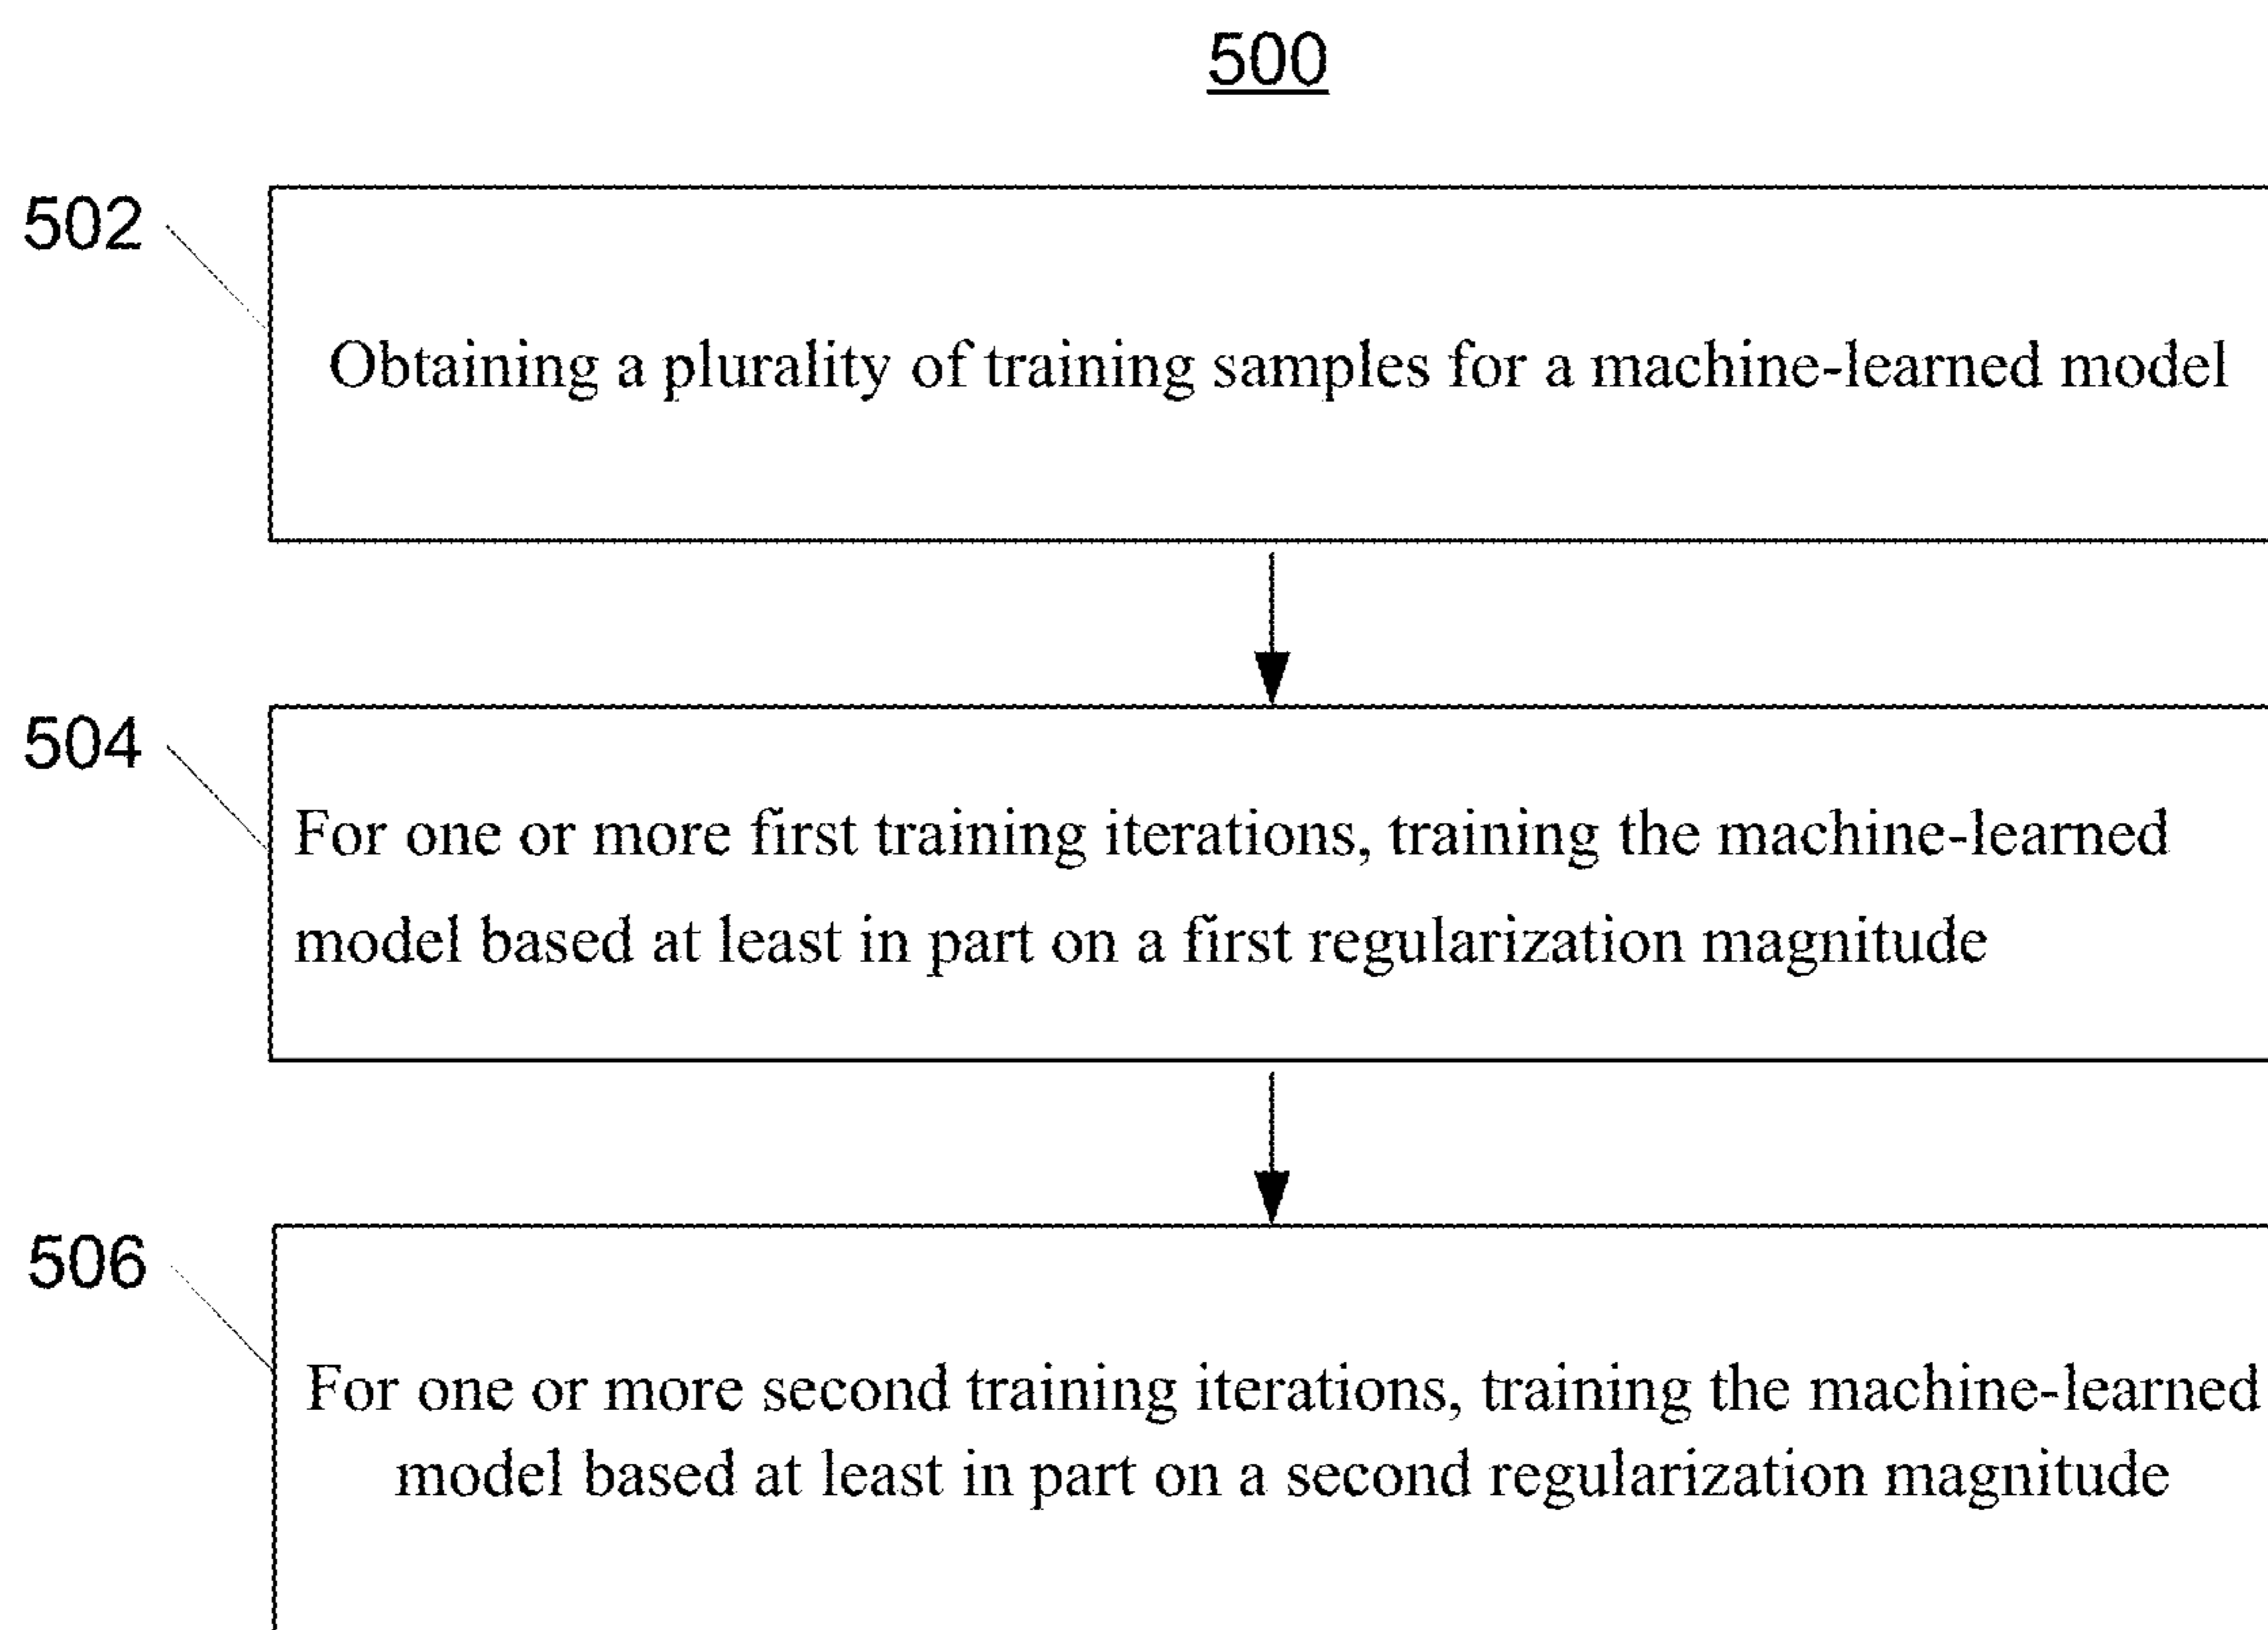 500
502
Obtaining a plurality of training samples for a machine-learned model
504
For one or more first training iterations, training the machine-learned
model based at least in part on a first regularization magnitude
506
For one or more second training iterations, training the machine-learned
model based at least in part on a second regularization magnitude